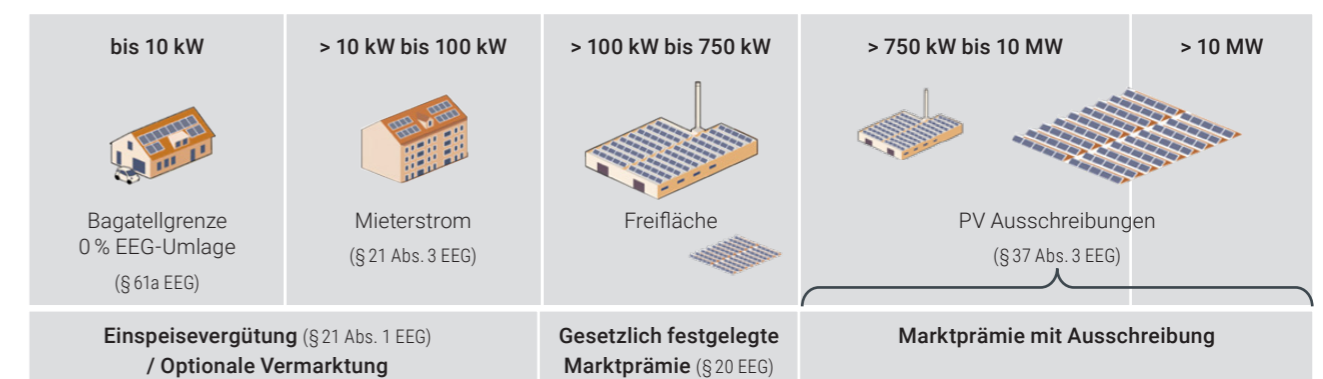 bis 10 kW
> 10 kW bis 100 kW
> 100 kW bis 750 kW
> 750 kW bis 10 MW
> 10 MW
Bagatellgrenze
0 % EEG-Umlage
(§ 61a EEG)
Mieterstrom
(§ 21 Abs. 3 EEG)
Freifläche
PV Ausschreibungen
(§ 37 Abs. 3 EEG)
Einspeisevergütung (§ 21 Abs. 1 EEG)
/ Optionale Vermarktung
Gesetzlich festgelegte
Marktprämie (§ 20 EEG)
Marktprämie mit Ausschreibung